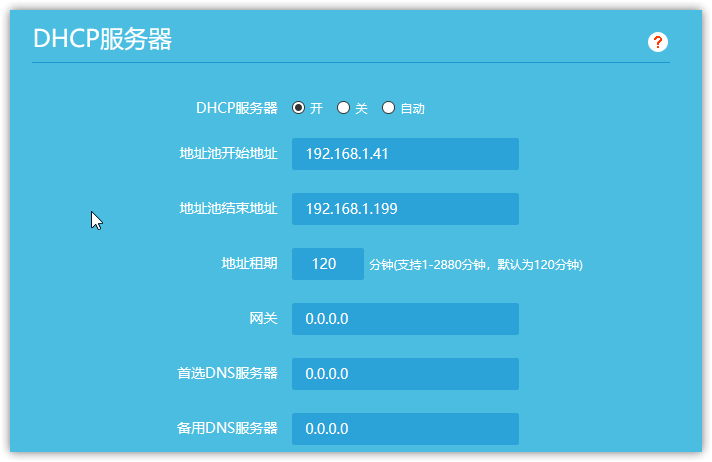 DHCP服务器
?
DHCP服务器 开 关 自动
地址池开始地址 192.168.1.41
地址池结束地址 192.168.1.199
地址租期 120 分钟(支持1-2880分钟，默认为120分钟)
网关 0.0.0.0
首选DNS服务器 0.0.0.0
备用DNS服务器 0.0.0.0